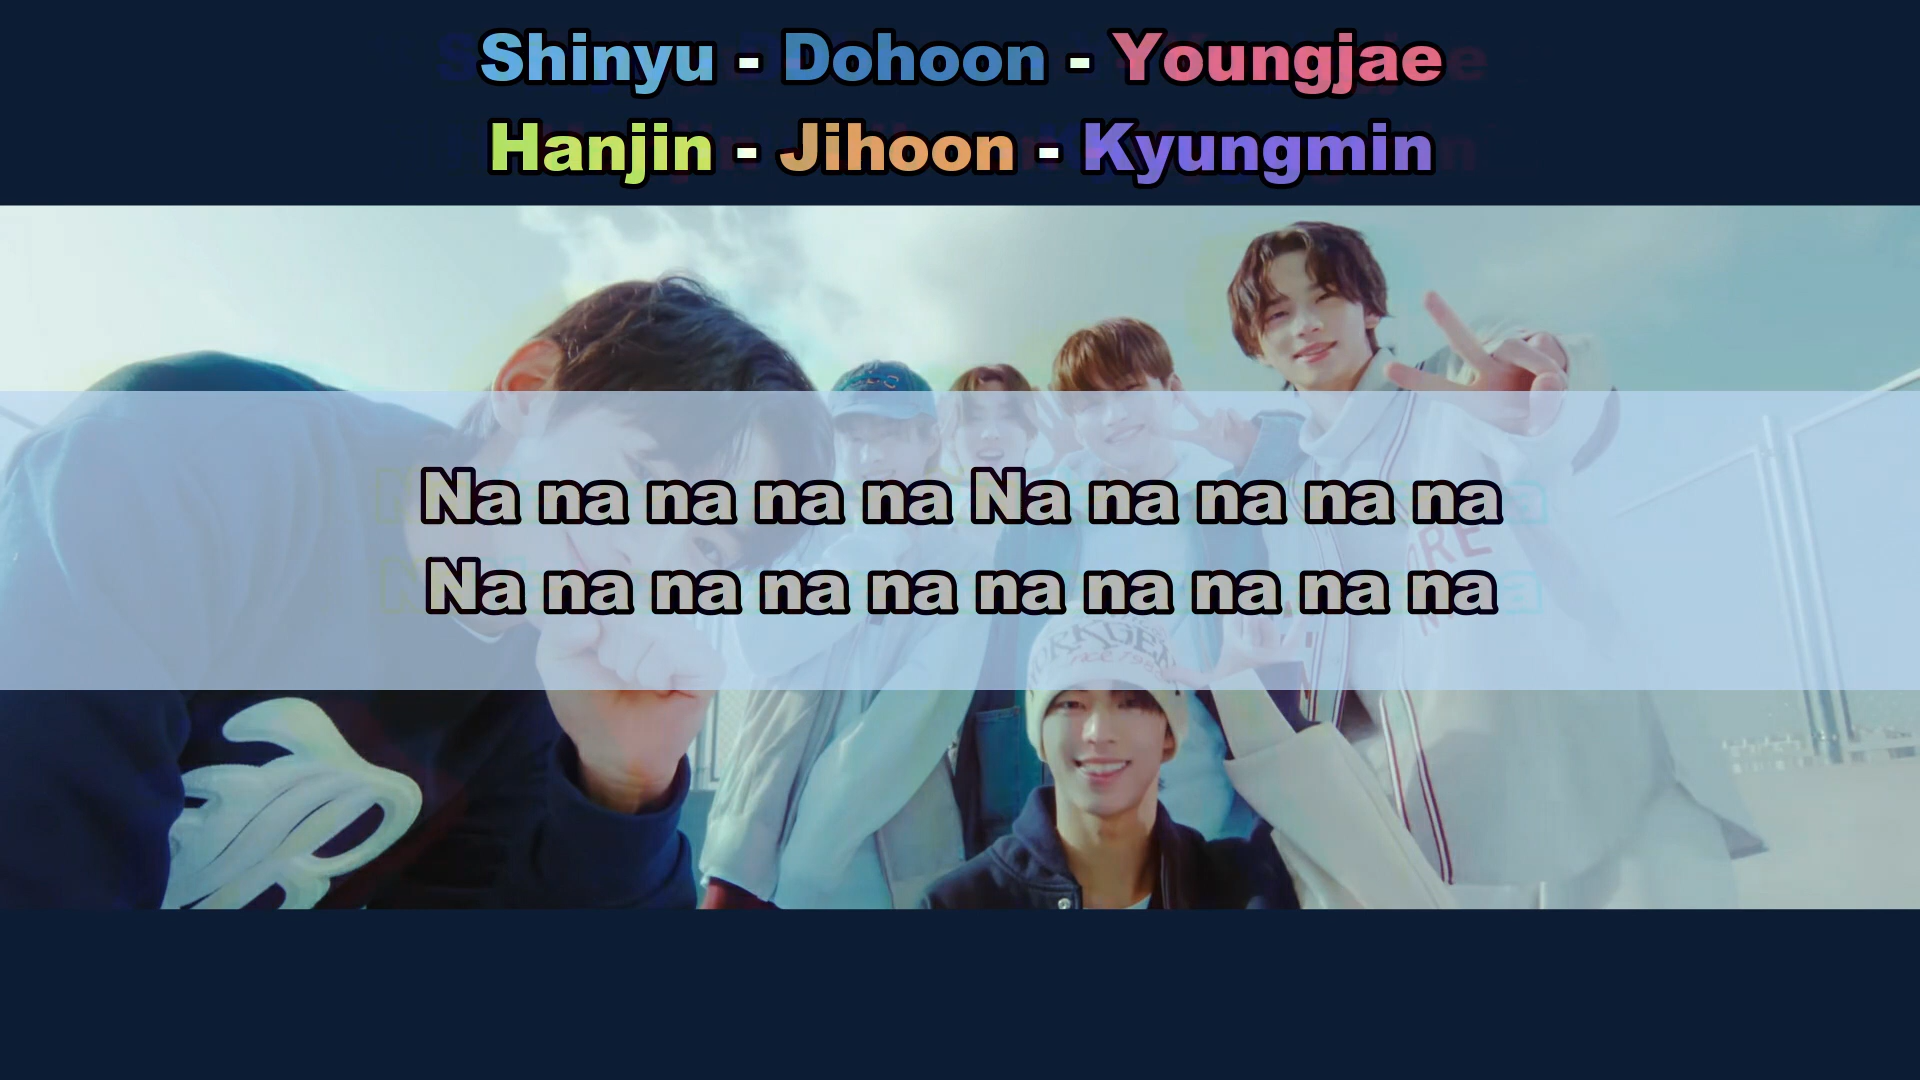 Shinyu - Dohoon - Youngjae
Hanjin - Jihoon - Kyungmin
Na na na na na Na na na na na
Na na na na na na na na na na